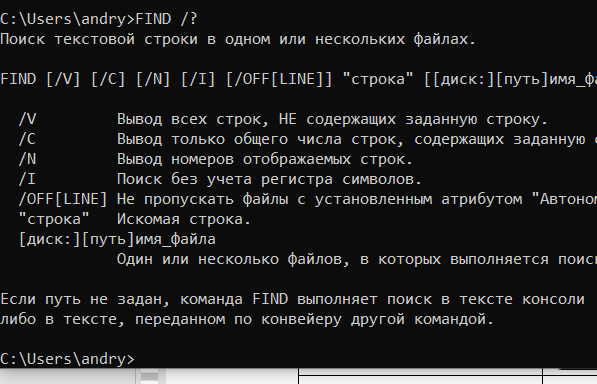 C:\Users\andry>FIND /?
Поиск текстовой строки в одном или нескольких файлах.
FIND [/V] [/C] [/N] [/I] [/OFF[LINE]] "строка" [[диск:][путь]имя_фа
/V Вывод всех строк, НЕ содержащих заданную строку.
/C Вывод только общего числа строк, содержащих заданную
/N Вывод номеров отображаемых строк.
/I Поиск без учета регистра символов.
/OFF[LINE] Не пропускать файлы с установленным атрибутом "Автоном
"строка" Искомая строка.
[диск:][путь]имя_файла
Один или несколько файлов, в которых выполняется поис
Если путь не задан, команда FIND выполняет поиск в тексте консоли
либо в тексте, переданном по конвейеру другой командой.
C:\Users\andry>